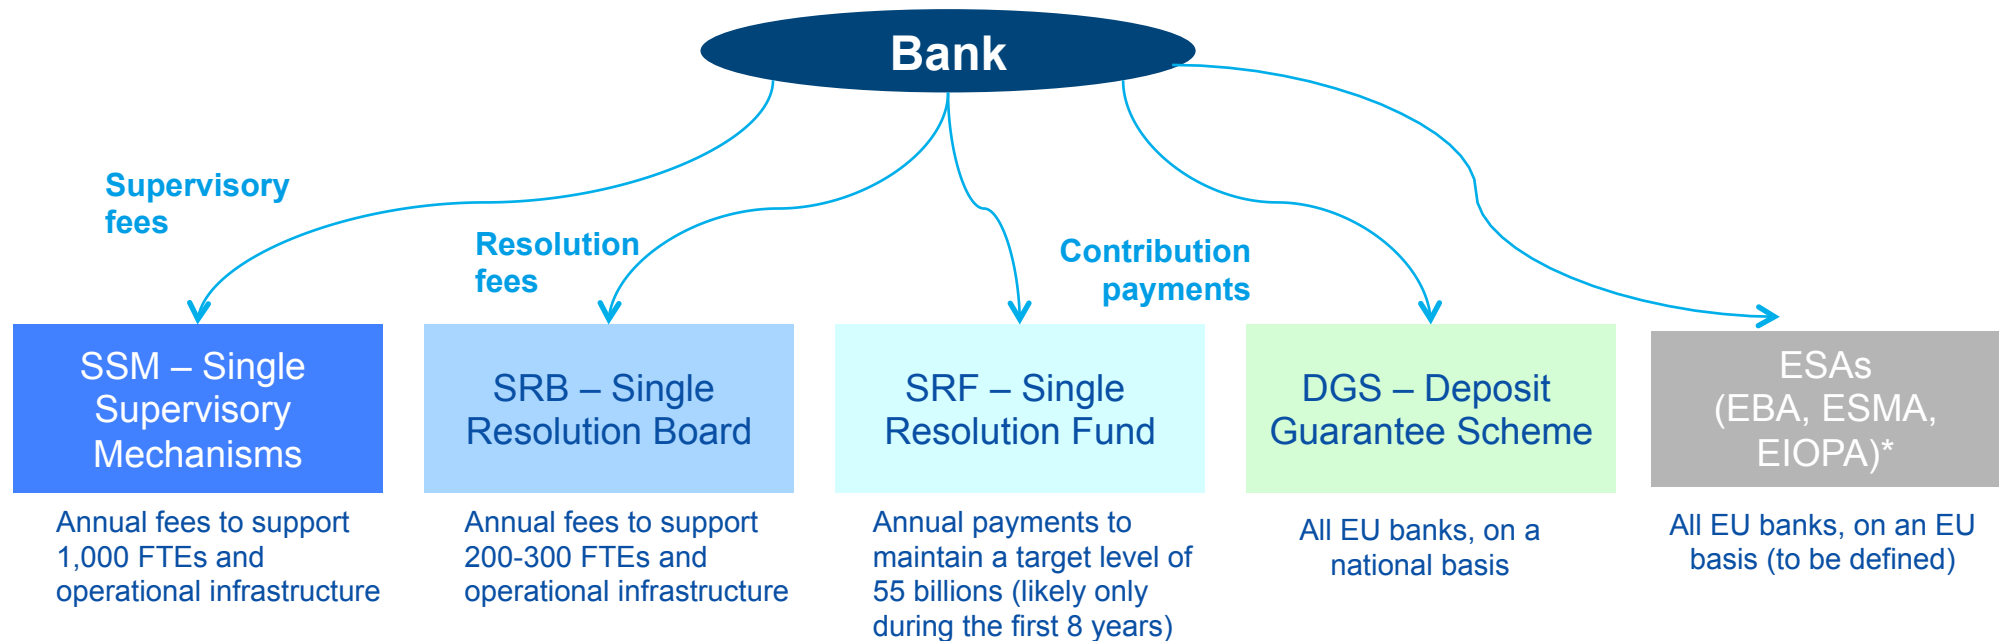 Bank
Supervisory
fees
Resolution
fees
Contribution
payments
SSM – Single
Supervisory
Mechanisms
SRB – Single
Resolution Board
SRF – Single
Resolution Fund
DGS – Deposit
Guarantee Scheme
ESAs
(EBA, ESMA,
EIOPA)*
Annual fees to support
1,000 FTEs and
operational infrastructure
Annual fees to support
200-300 FTEs and
operational infrastructure
Annual payments to
maintain a target level of
55 billions (likely only
during the first 8 years)
All EU banks, on a
national basis
All EU banks, on an EU
basis (to be defined)